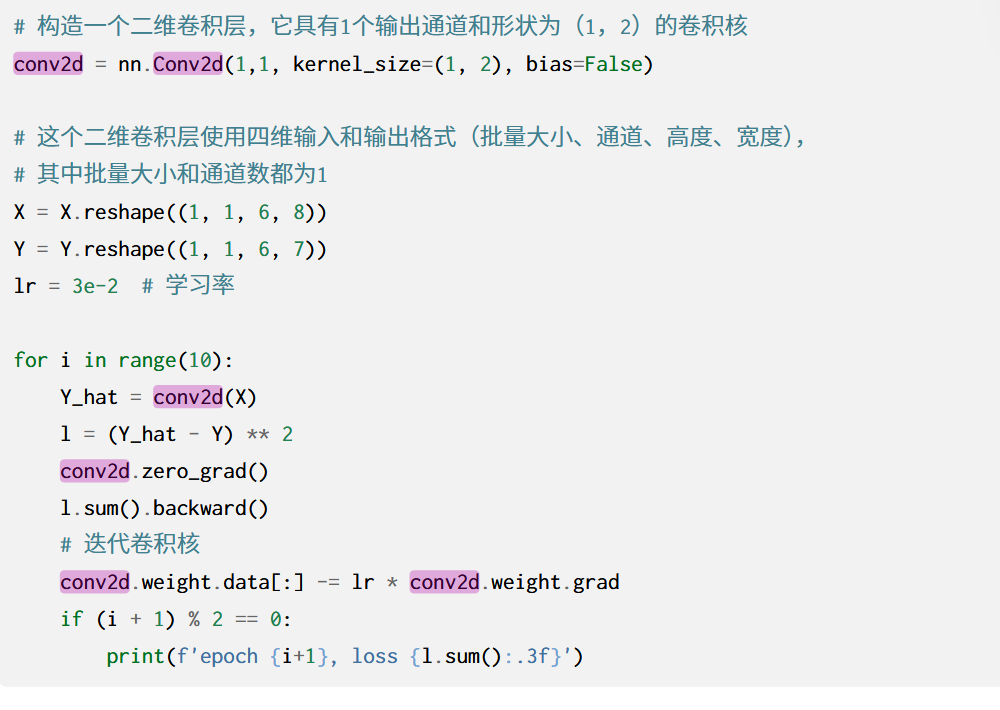 # 构造一个二维卷积层，它具有1个输出通道和形状为（1，2）的卷积核
conv2d = nn.Conv2d(1,1, kernel_size=(1, 2), bias=False)
# 这个二维卷积层使用四维输入和输出格式（批量大小、通道、高度、宽度），
# 其中批量大小和通道数都为1
X = X.reshape((1, 1, 6, 8))
Y = Y.reshape((1, 1, 6, 7))
lr = 3e-2  # 学习率
for i in range(10):
    Y_hat = conv2d(X)
    l = (Y_hat - Y) ** 2
    conv2d.zero_grad()
    l.sum().backward()
    # 迭代卷积核
    conv2d.weight.data[:] -= lr * conv2d.weight.grad
    if (i + 1) % 2 == 0:
        print(f'epoch {i+1}, loss {l.sum():.3f}')